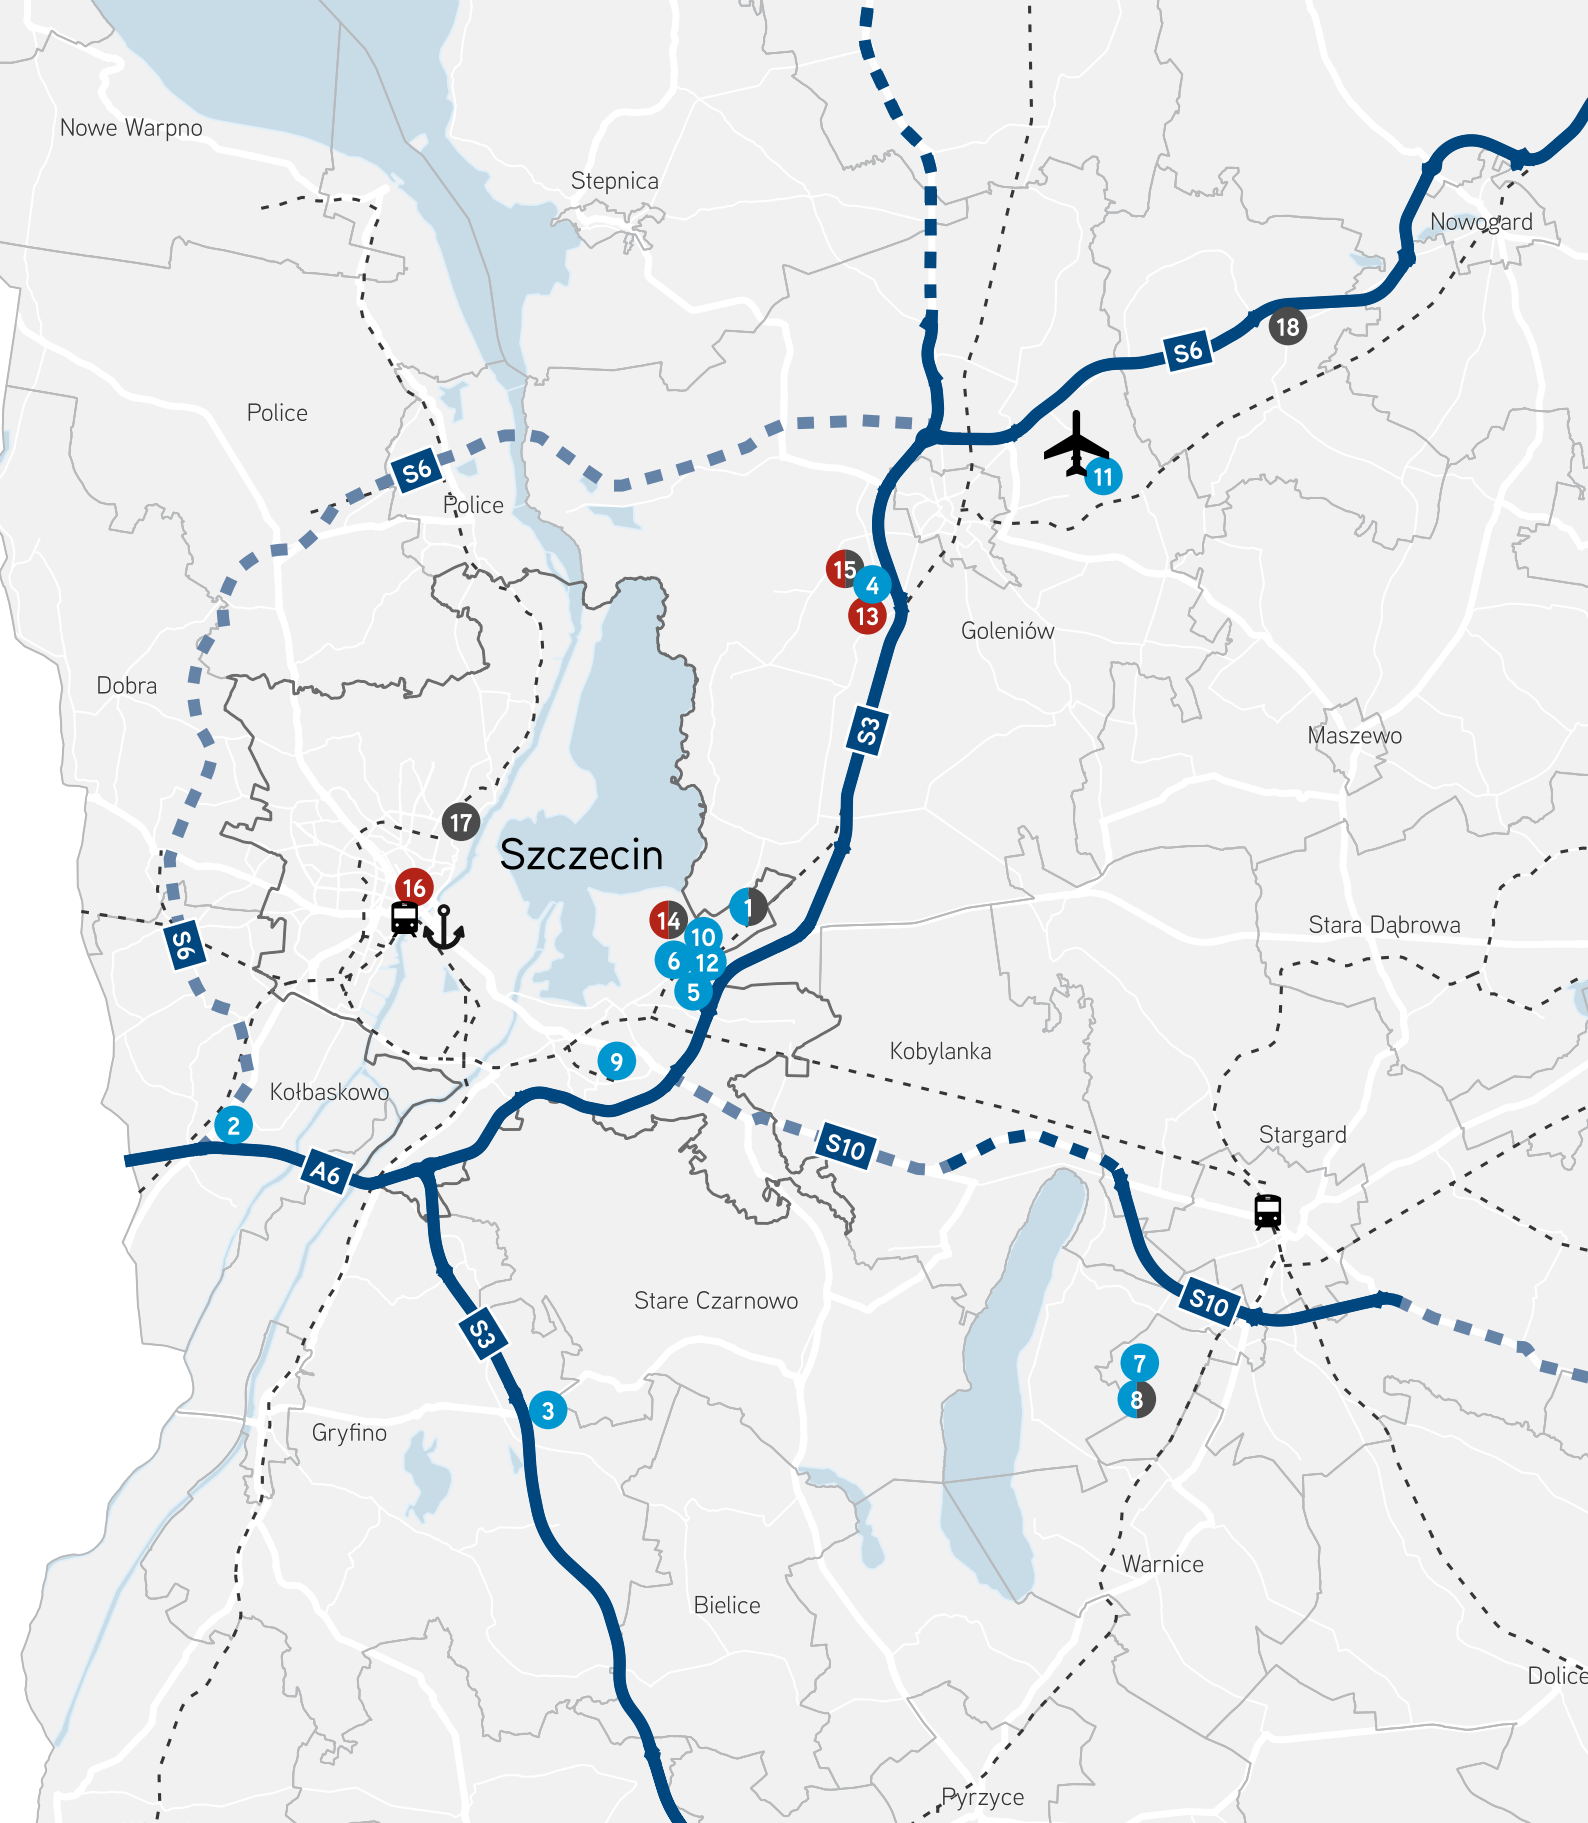 Nowe Warpno
Stepnica
Nowogard
18
S6
Police
S6
11
Police
15
4
13
Goleniów
Dobra
S3
Maszewo
17
Szczecin
16
1
14
10
Stara Dąbrowa
S6
6
12
5
Kobylanka
9
Kołbaskowo
2
Stargard
S10
A6
Stare Czarnowo
S10
S3
7
8
3
Gryfino
Warnice
Bielice
Dolice
Pyrzyce